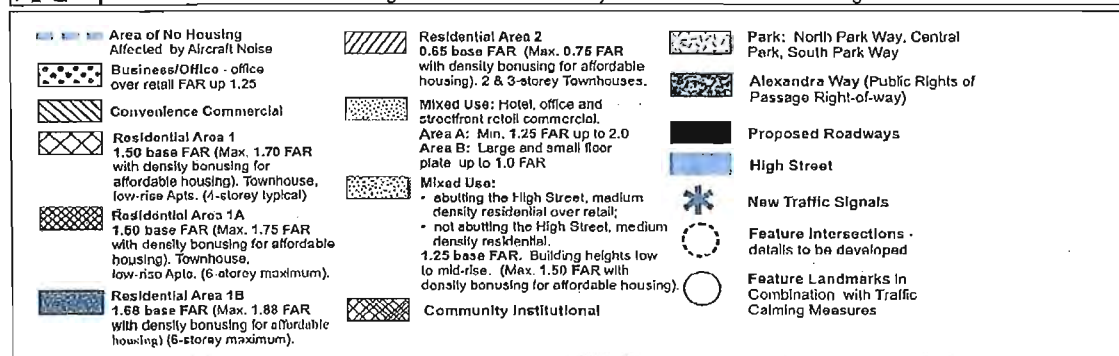 Area of No Housing
Affected by Aircraft Noise
Business/Office - office
over retail FAR up 1.25
Convenience Commercial
Residential Area 1
1.50 base FAR (Max. 1.70 FAR
with density bonusing for
affordable housing). Townhouse,
low-rise Apts. (4-storey typical)
Residential Area 1A
1.50 base FAR (Max. 1.75 FAR
with density bonusing for affordable
housing). Townhouse,
low-rise Apts. (6-storey maximum).
Residential Area 1B
1.68 base FAR (Max. 1.88 FAR
with density bonusing for affordable
housing) (6-storey maximum).
Residential Area 2
0.65 base FAR (Max. 0.75 FAR
with density bonusing for affordable
housing). 2 & 3-storey Townhouses.
Mixed Use: Hotel, office and
streetfront retail commercial.
Area A: Min. 1.25 FAR up to 2.0
Area B: Large and small floor
plate up to 1.0 FAR
Mixed Use:
• abutting the High Street, medium
density residential over retail;
• not abutting the High Street, medium
density residential.
1.25 base FAR. Building heights low
to mid-rise. (Max. 1.50 FAR with
density bonusing for affordable housing).
Community Institutional
Park: North Park Way, Central
Park, South Park Way
Alexandra Way (Public Rights of
Passage Right-of-way)
Proposed Roadways
High Street
New Traffic Signals
Feature Intersections -
details to be developed
Feature Landmarks in
Combination with Traffic
Calming Measures